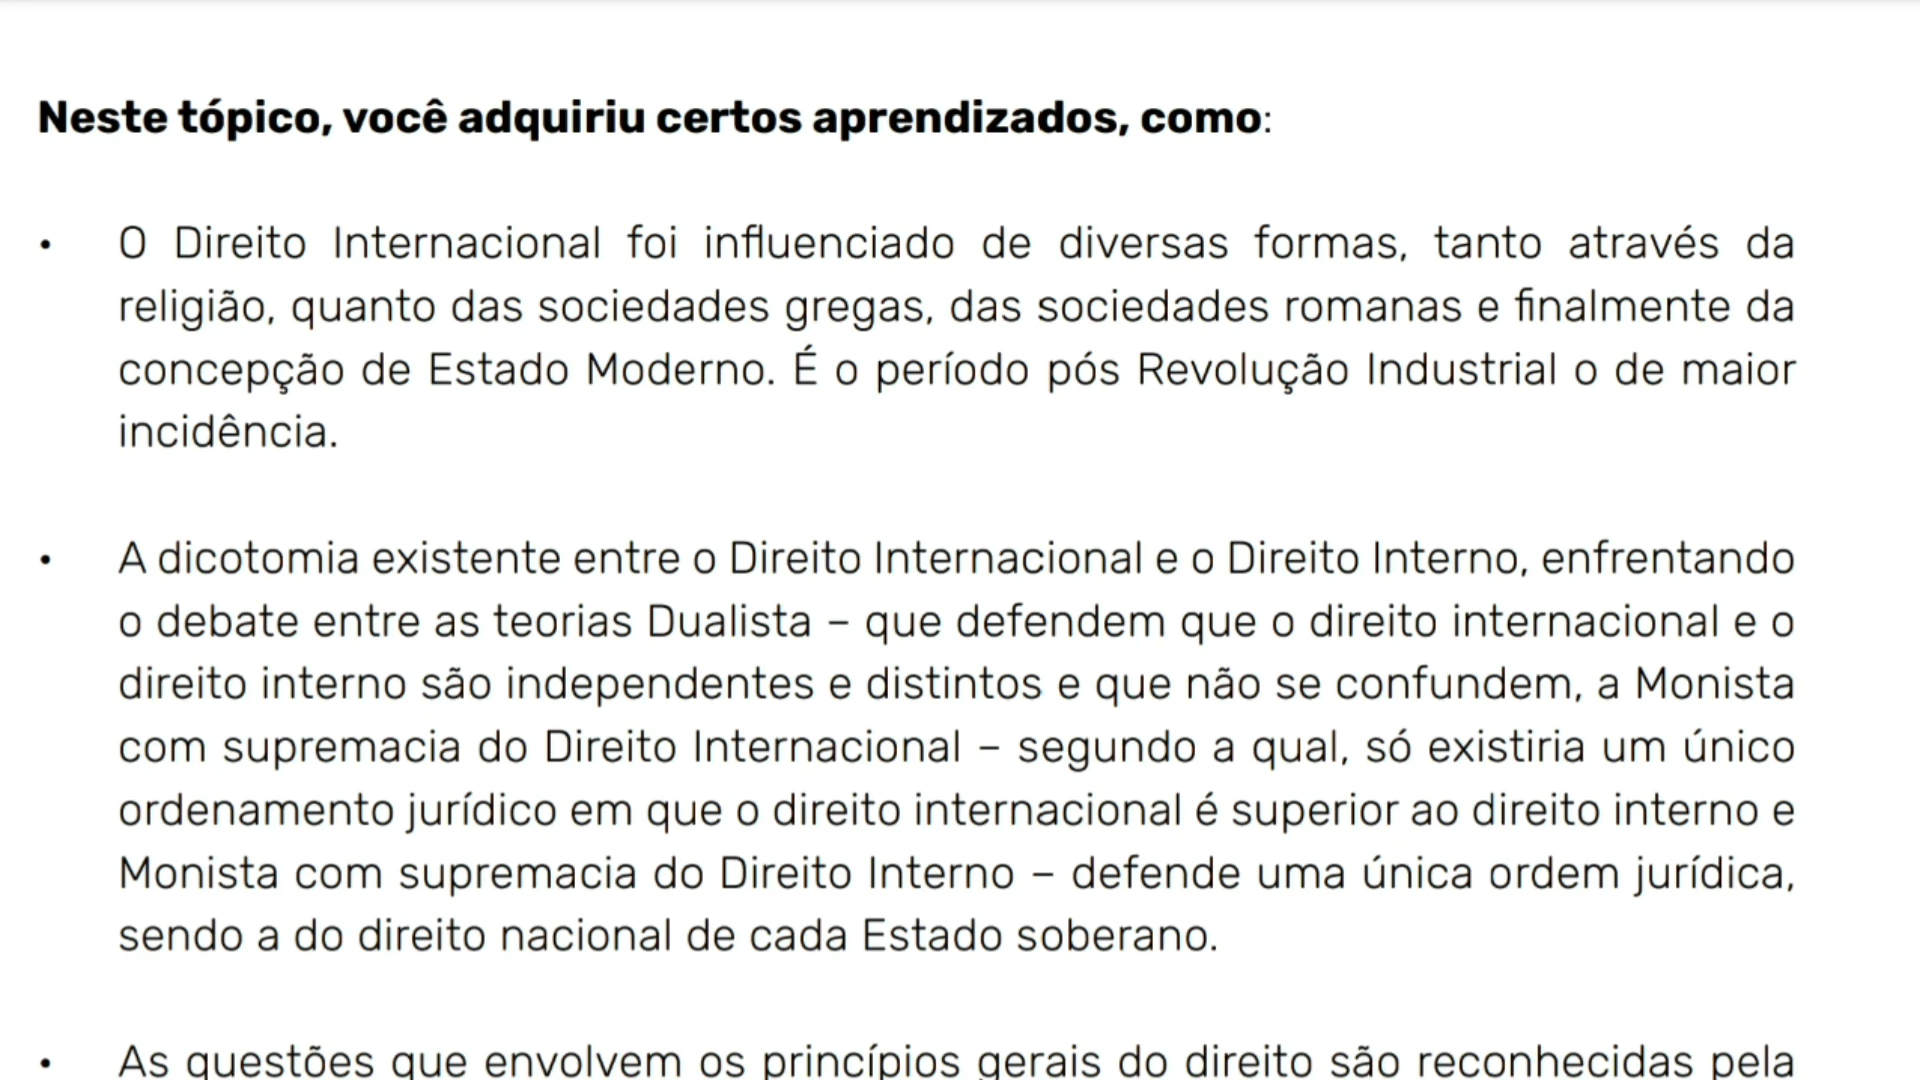 Neste tópico, você adquiriu certos aprendizados, como:
• O Direito Internacional foi influenciado de diversas formas, tanto através da
religião, quanto das sociedades gregas, das sociedades romanas e finalmente da
concepção de Estado Moderno. É o período pós Revolução Industrial o de maior
incidência.
• A dicotomia existente entre o Direito Internacional e o Direito Interno, enfrentando
o debate entre as teorias Dualista – que defendem que o direito internacional e o
direito interno são independentes e distintos e que não se confundem, a Monista
com supremacia do Direito Internacional – segundo a qual, só existiria um único
ordenamento jurídico em que o direito internacional é superior ao direito interno e
Monista com supremacia do Direito Interno – defende uma única ordem jurídica,
sendo a do direito nacional de cada Estado soberano.
• As questões que envolvem os princípios gerais do direito são reconhecidas pela